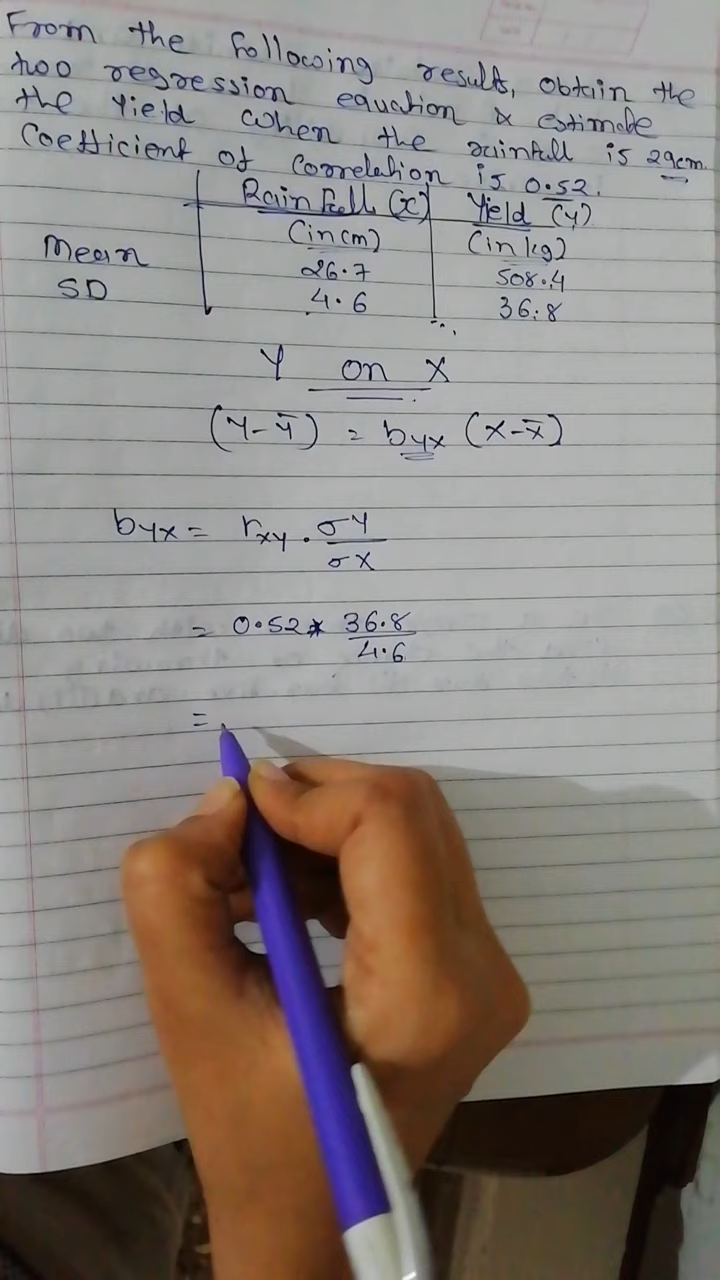 From the following result, obtain the
two regression equation & estimate
the Yield when the rainfall is 29cm.
Coefficient of Correlation is 0.52.
Rainfall (x) Yield (y)
(in cm) (in kg)
Mean 26.7 508.4
SD 4.6 36.8
Y on X
(Y-Ȳ) = byx (X-X̄)
byx = rxy . σY/σX
= 0.52 * 36.8/4.6
=